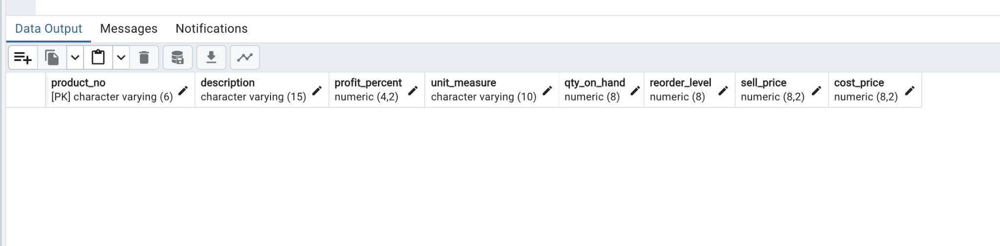 Data Output Messages Notifications
product_no description profit_percent unit_measure qty_on_hand reorder_level sell_price cost_price
[PK] character varying (6) character varying (15) numeric (4,2) character varying (10) numeric (8) numeric (8) numeric (8,2) numeric (8,2)